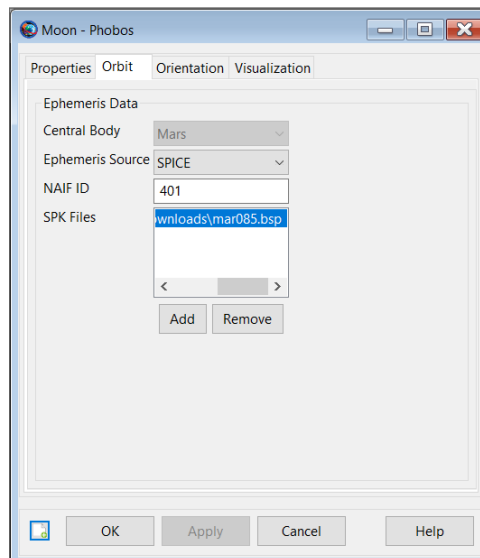 Moon - Phobos
Properties Orbit Orientation Visualization
Ephemeris Data
Central Body Mars
Ephemeris Source SPICE
NAIF ID 401
SPK Files wnloads\mar085.bsp
Add Remove
OK Apply Cancel Help